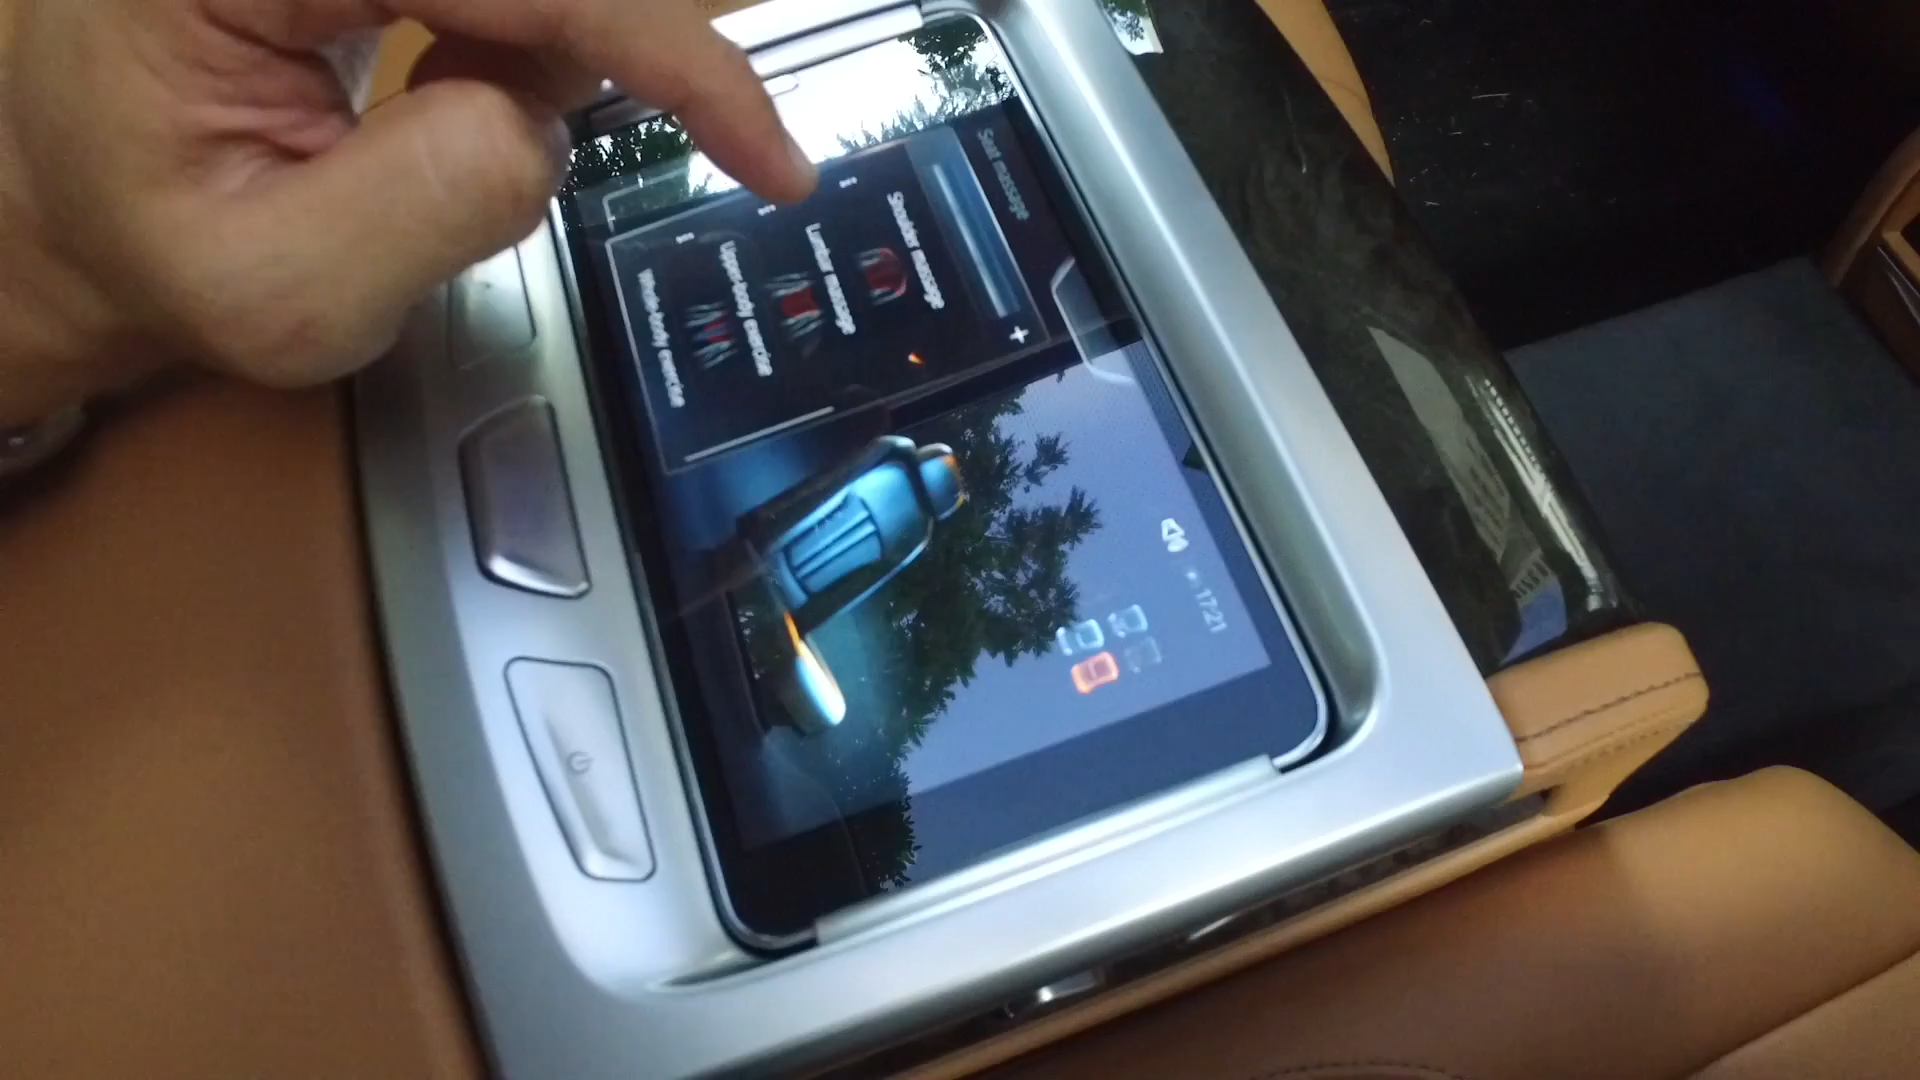 Seat massage
+
Shoulder massage
Lumbar massage
Upper-body exercise
Whole-body exercise
17:21